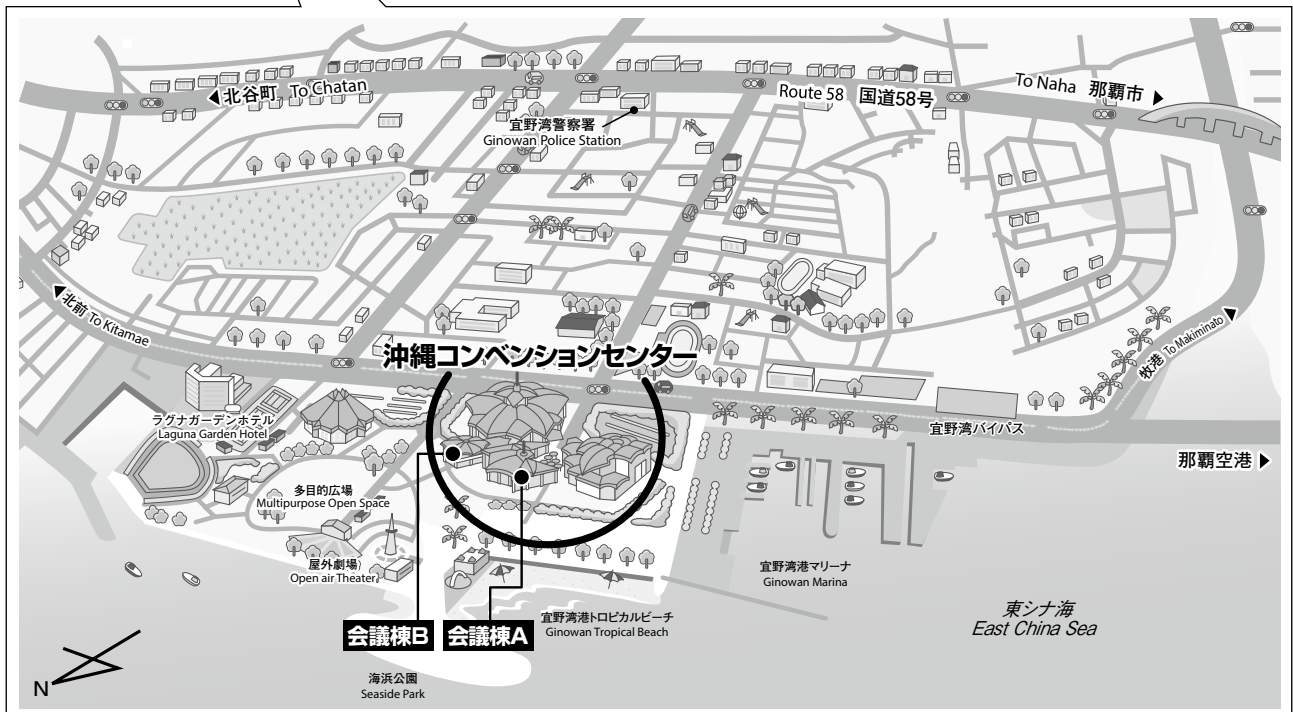 北谷町 To Chatan
Route 58 国道58号
To Naha 那覇市
宜野湾警察署
Ginowan Police Station
北前 To Kitamae
牧港 To Makiminato
沖縄コンベンションセンター
ラグナガーデンホテル
Laguna Garden Hotel
宜野湾バイパス
那覇空港
多目的広場
Multipurpose Open Space
屋外劇場
Open air Theater
宜野湾港マリーナ
Ginowan Marina
東シナ海
East China Sea
会議棟B
会議棟A
宜野湾港トロピカルビーチ
Ginowan Tropical Beach
海浜公園
Seaside Park
N